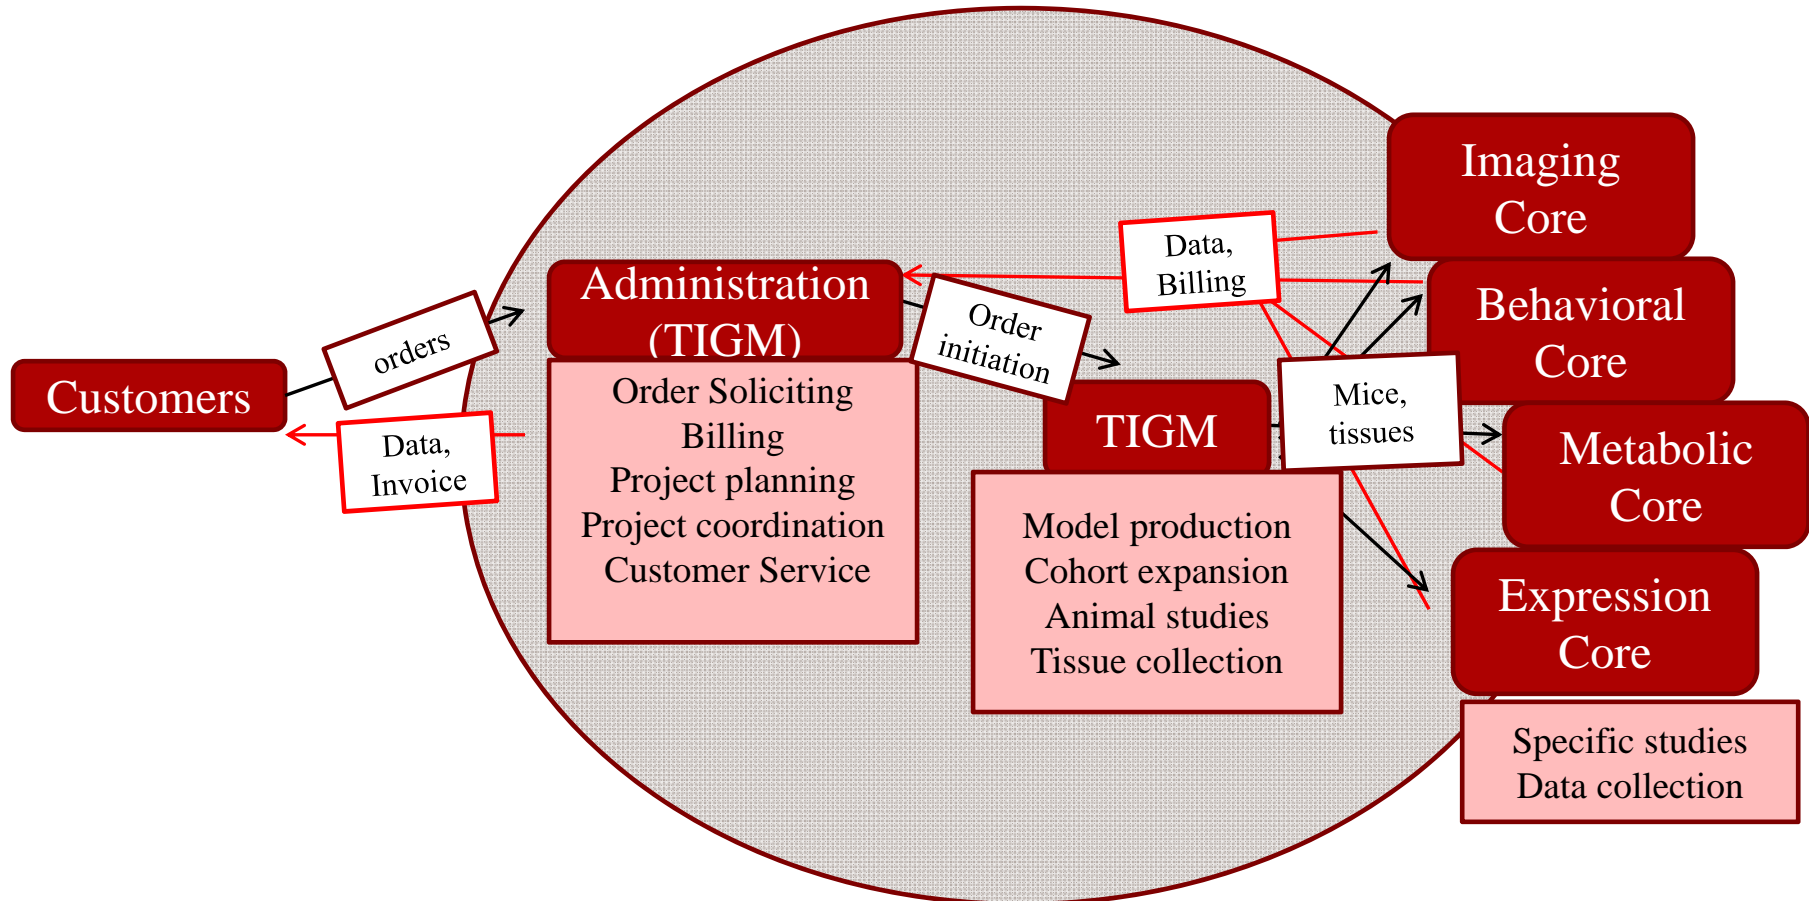 Customers
orders
Data,
Invoice
Administration
(TIGM)
Order Soliciting
Billing
Project planning
Project coordination
Customer Service
Order
initiation
TIGM
Model production
Cohort expansion
Animal studies
Tissue collection
Data,
Billing
Mice,
tissues
Imaging
Core
Behavioral
Core
Metabolic
Core
Expression
Core
Specific studies
Data collection